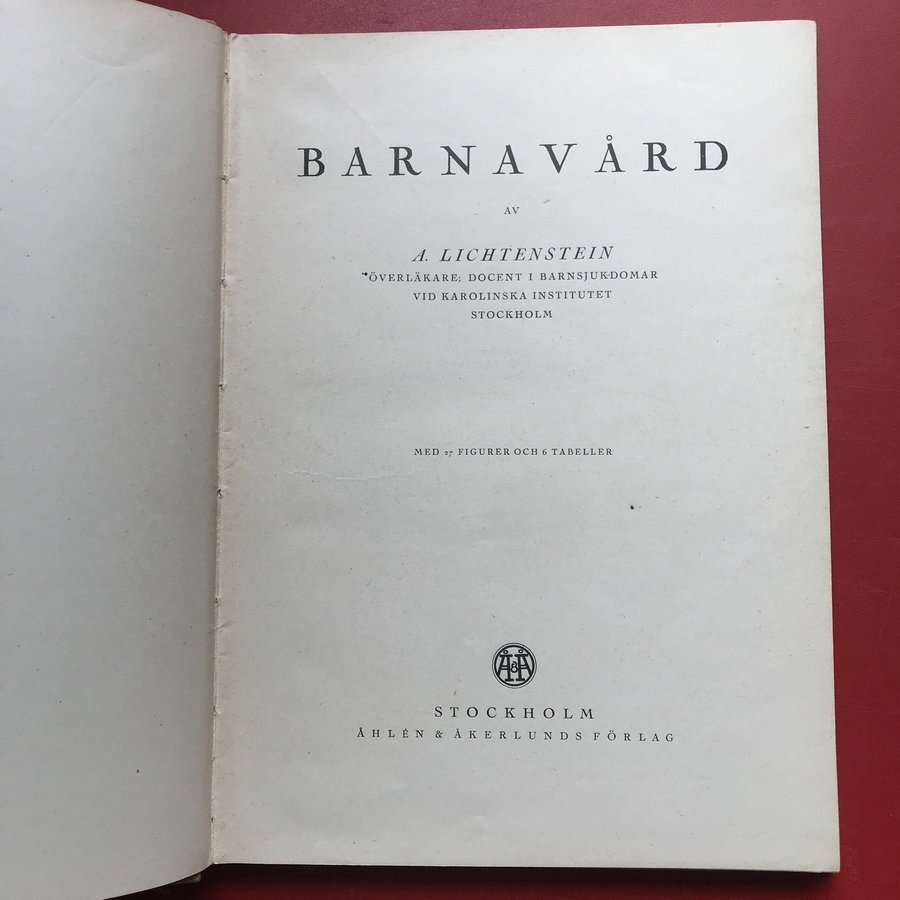 BARNAVÅRD
AV
A. LICHTENSTEIN
ÖVERLÄKARE; DOCENT I BARNSJUKDOMAR
VID KAROLINSKA INSTITUTET
STOCKHOLM
MED 27 FIGURER OCH 6 TABELLER
Å&Å
STOCKHOLM
ÅHLÉN & ÅKERLUNDS FÖRLAG